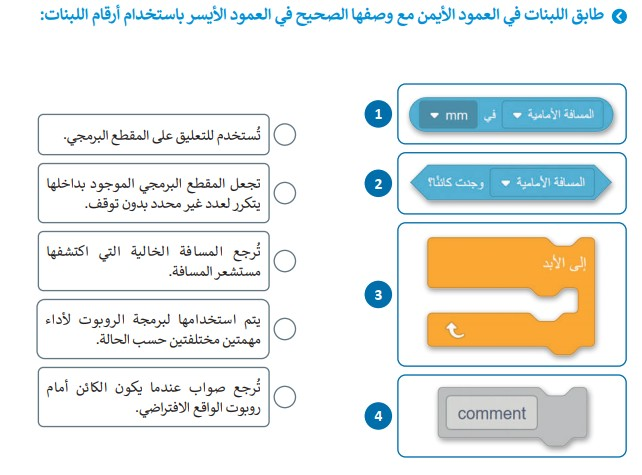 طابق اللبنات في العمود الأيمن مع وصفها الصحيح في العمود الأيسر باستخدام أرقام اللبنات:
1
المسافة الأمامية في mm
2
المسافة الأمامية وجدت كائنًا؟
3
إلى الأبد
4
comment
تُستخدم للتعليق على المقطع البرمجي.
تجعل المقطع البرمجي الموجود بداخلها
يتكرر لعدد غير محدد بدون توقف.
تُرجع المسافة الخالية التي اكتشفها
مستشعر المسافة.
يتم استخدامها لبرمجة الروبوت لأداء
مهمتين مختلفتين حسب الحالة.
تُرجع صواب عندما يكون الكائن أمام
روبوت الواقع الافتراضي.